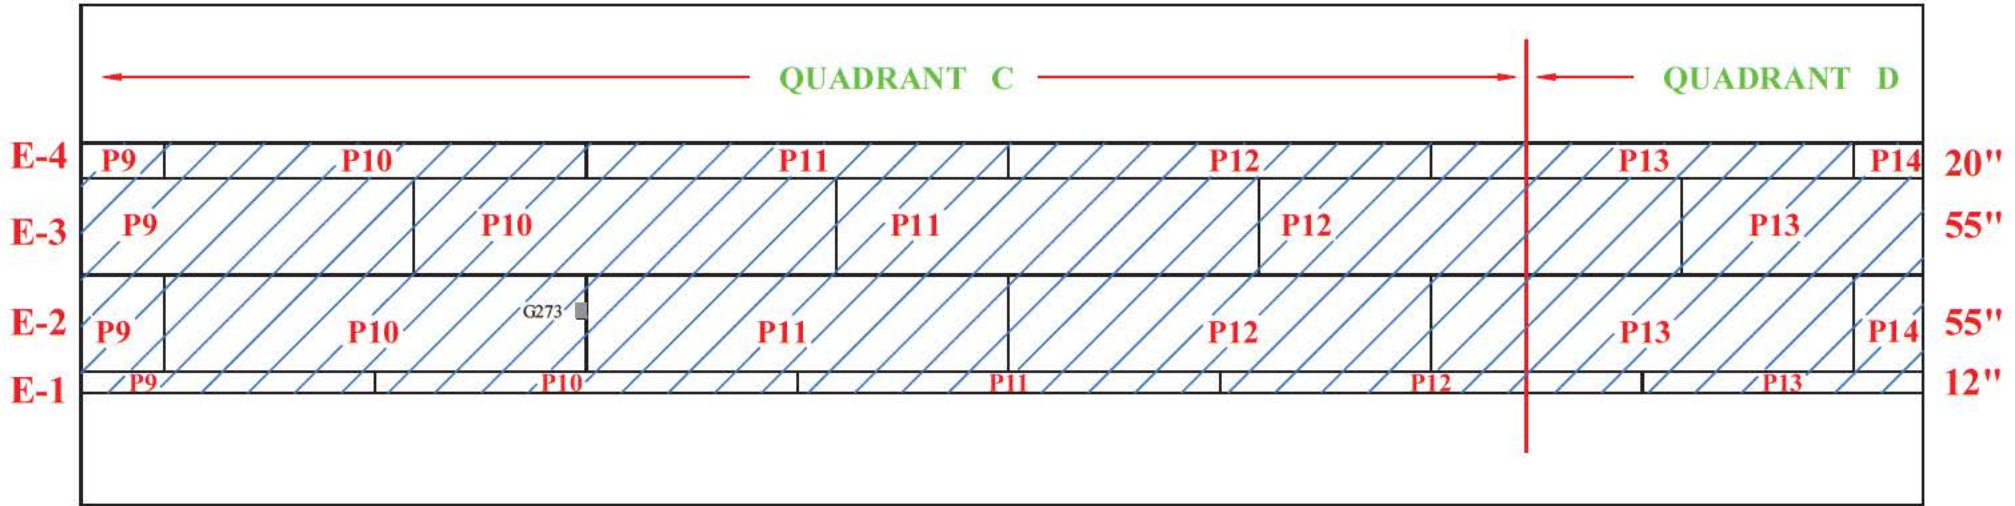 QUADRANT C QUADRANT D
E-4 P9 P10 P11 P12 P13 P14 20"
E-3 P9 P10 P11 P12 P13 55"
G273
E-2 P9 P10 P11 P12 P13 P14 55"
E-1 P9 P10 P11 P12 P13 12"